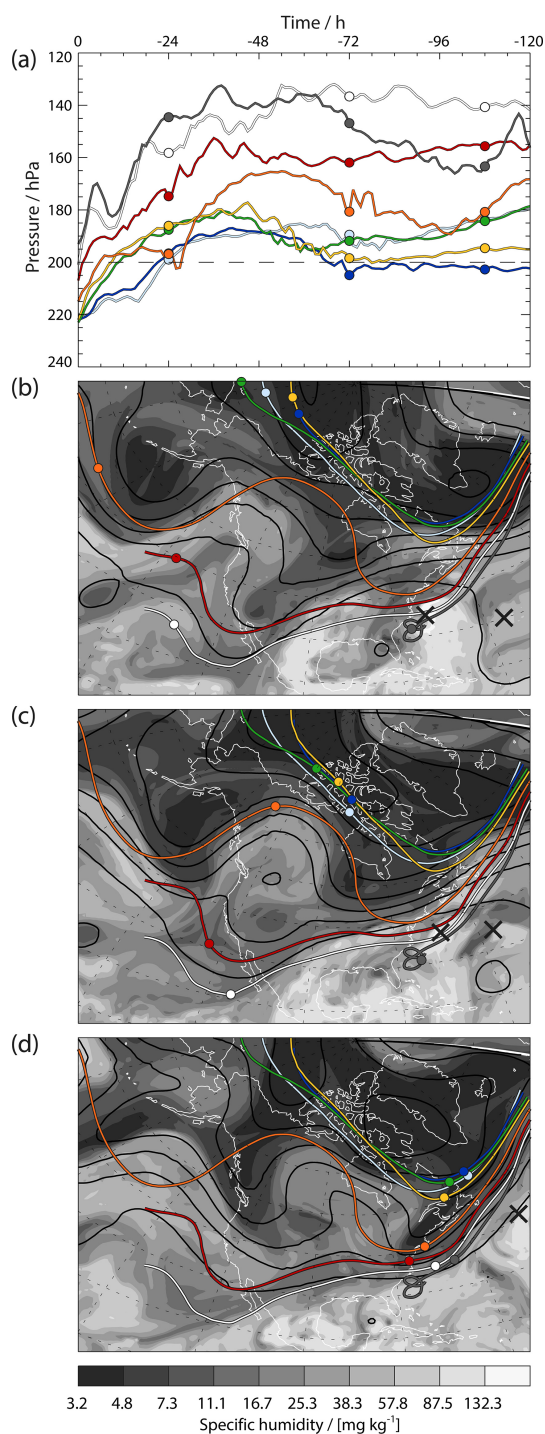 Time / h
0 -24 -48 -72 -96 -120
(a)
120
140
160
180
200
220
240
Pressure / hPa
(b)
(c)
(d)
3.2 4.8 7.3 11.1 16.7 25.3 38.3 57.8 87.5 132.3
Specific humidity / [mg kg⁻¹]